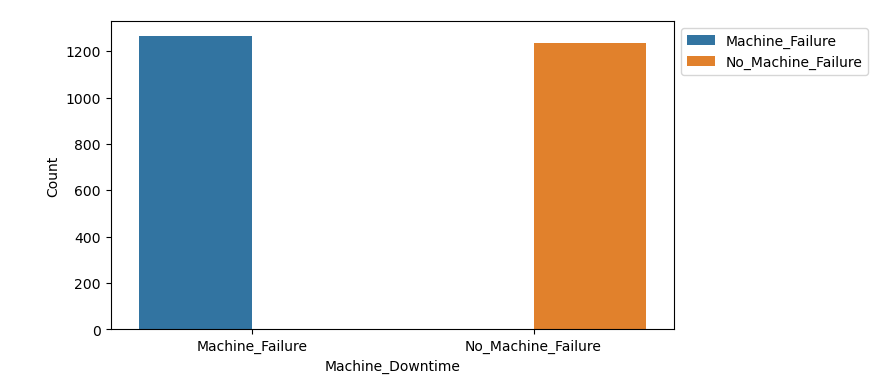 1200
1000
800
600
400
200
0
Count
Machine_Failure
No_Machine_Failure
Machine_Downtime
Machine_Failure
No_Machine_Failure